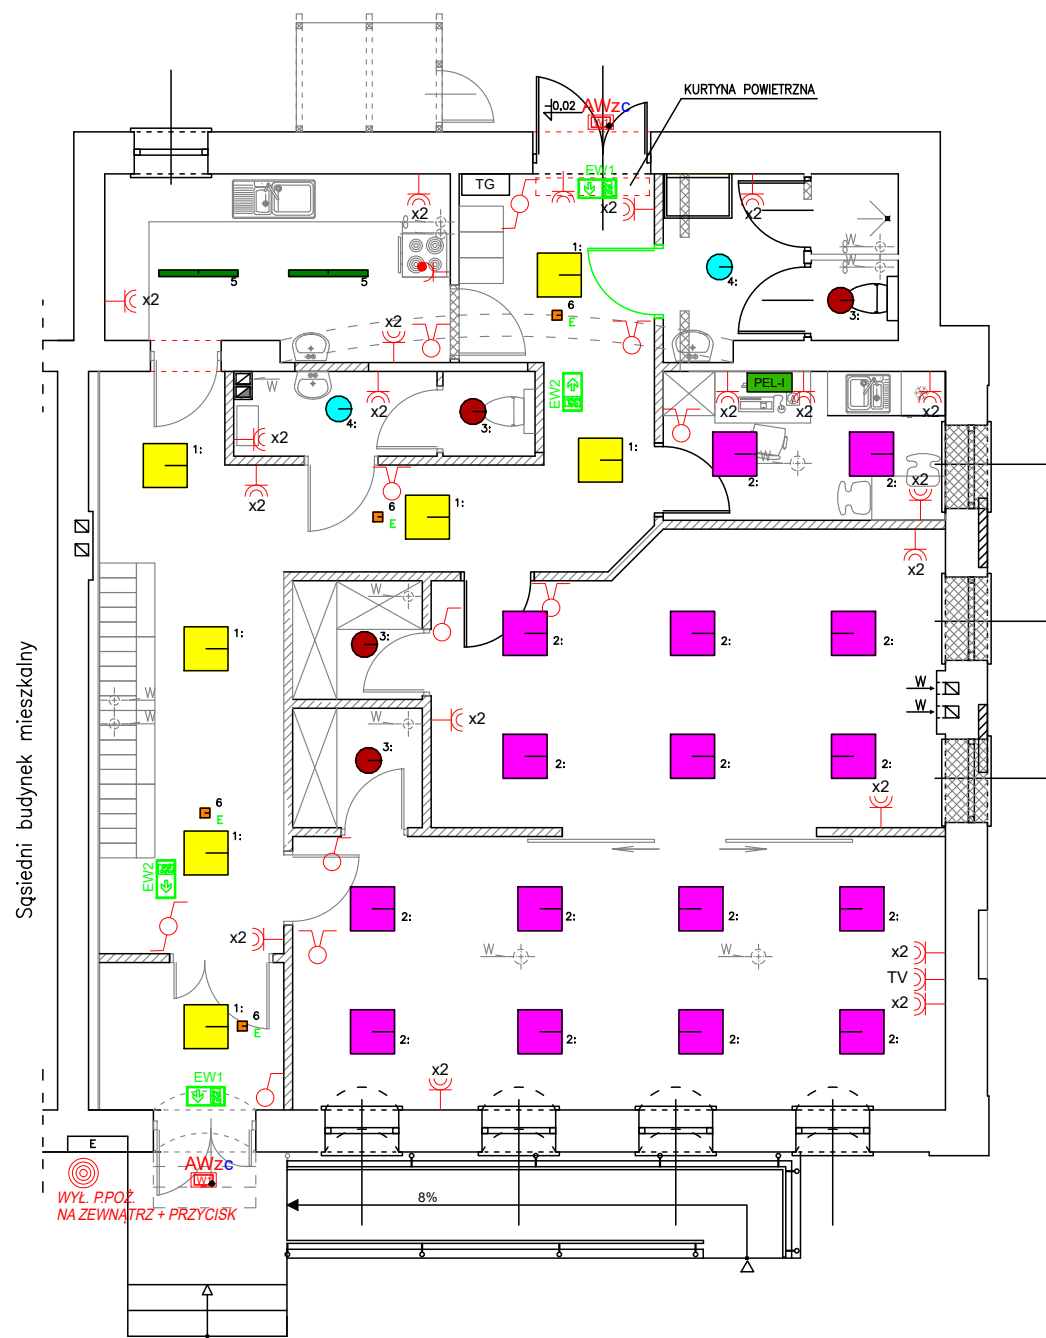 KURTYNA POWIETRZNA
-0,02
AWzc
EW1
TG
x2
x2
x2
W
1:
4:
5
5
W
3:
x2
6
E
x2
EW2
PEL-I
W
x2
4:
3:
x2
x2
x2
x2
1:
1:
2:
W
2:
x2
x2
6
E
1:
x2
W
2:
2:
2:
1:
3:
Sąsiedni budynek mieszkalny
W
W
W
W
W
x2
3:
2:
2:
2:
x2
6
E
1:
EW2
2:
2:
2:
2:
x2
W
W
x2
TV
x2
1:
6
E
2:
2:
2:
2:
x2
EW1
E
AWzc
WYŁ. P.POŻ.
NA ZEWNĄTRZ + PRZYCISK
8%